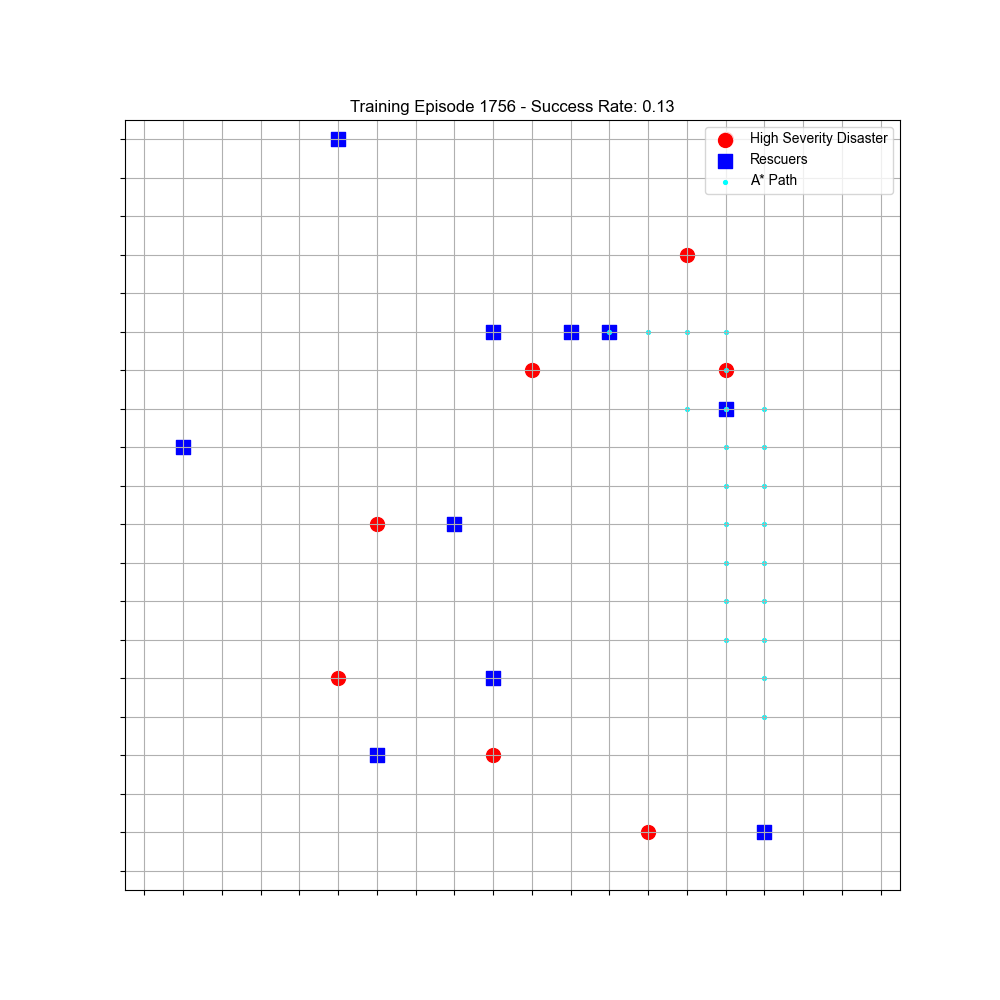 Training Episode 1756 - Success Rate: 0.13
High Severity Disaster
Rescuers
A* Path